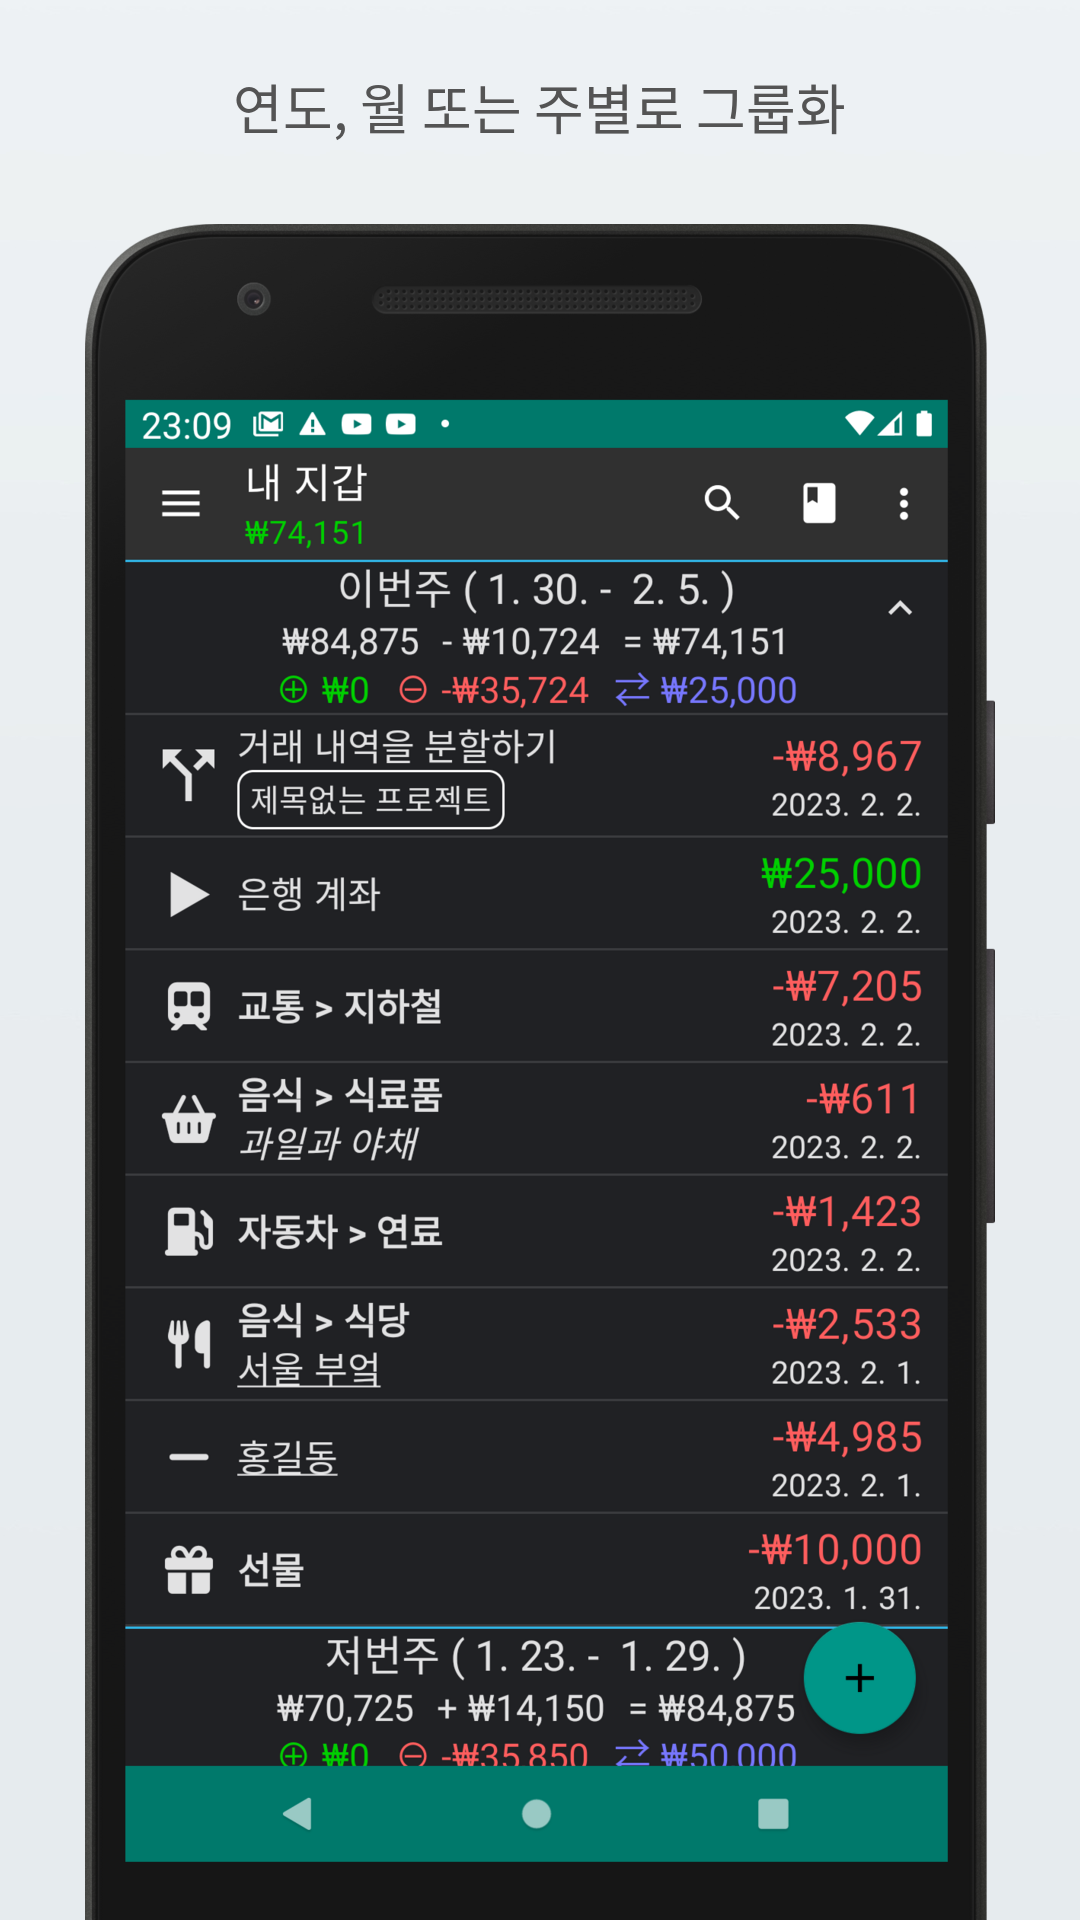 연도, 월 또는 주별로 그룹화
23:09
내 지갑
₩74,151
이번주 ( 1. 30. - 2. 5. )
₩84,875 - ₩10,724 = ₩74,151
₩0 -₩35,724 ₩25,000
거래 내역을 분할하기
-₩8,967
제목없는 프로젝트
2023. 2. 2.
은행 계좌
₩25,000
2023. 2. 2.
교통 > 지하철
-₩7,205
2023. 2. 2.
음식 > 식료품
-₩611
과일과 야채
2023. 2. 2.
자동차 > 연료
-₩1,423
2023. 2. 2.
음식 > 식당
-₩2,533
서울 부엌
2023. 2. 1.
홍길동
-₩4,985
2023. 2. 1.
선물
-₩10,000
2023. 1. 31.
저번주 ( 1. 23. - 1. 29. )
₩70,725 + ₩14,150 = ₩84,875
₩0 -₩35,850 ₩50,000